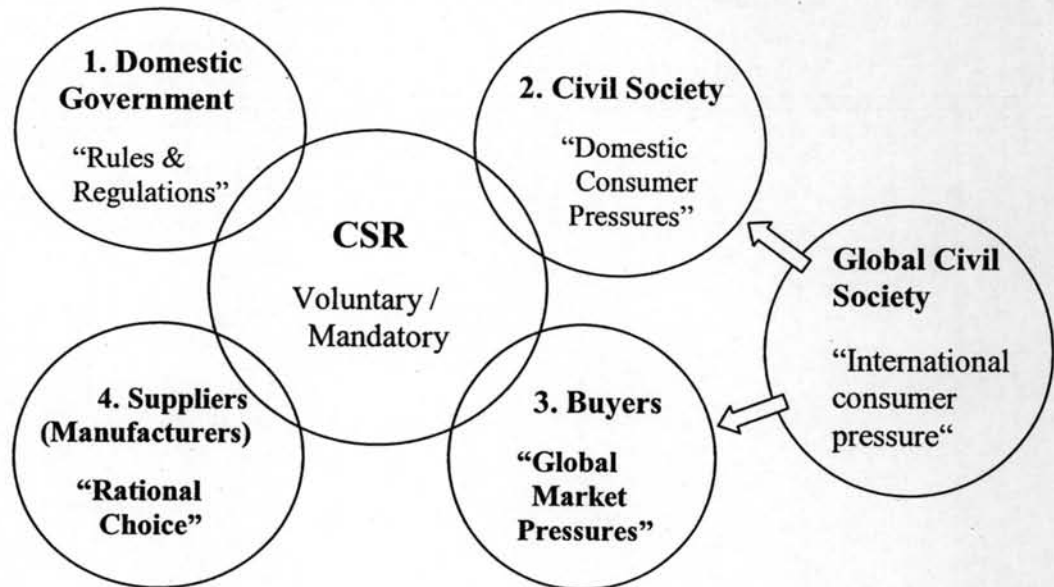 1. Domestic
Government
“Rules &
Regulations”
2. Civil Society
“Domestic
Consumer
Pressures”
CSR
Voluntary /
Mandatory
Global Civil
Society
“International
consumer
pressure“
4. Suppliers
(Manufacturers)
“Rational
Choice”
3. Buyers
“Global
Market
Pressures”